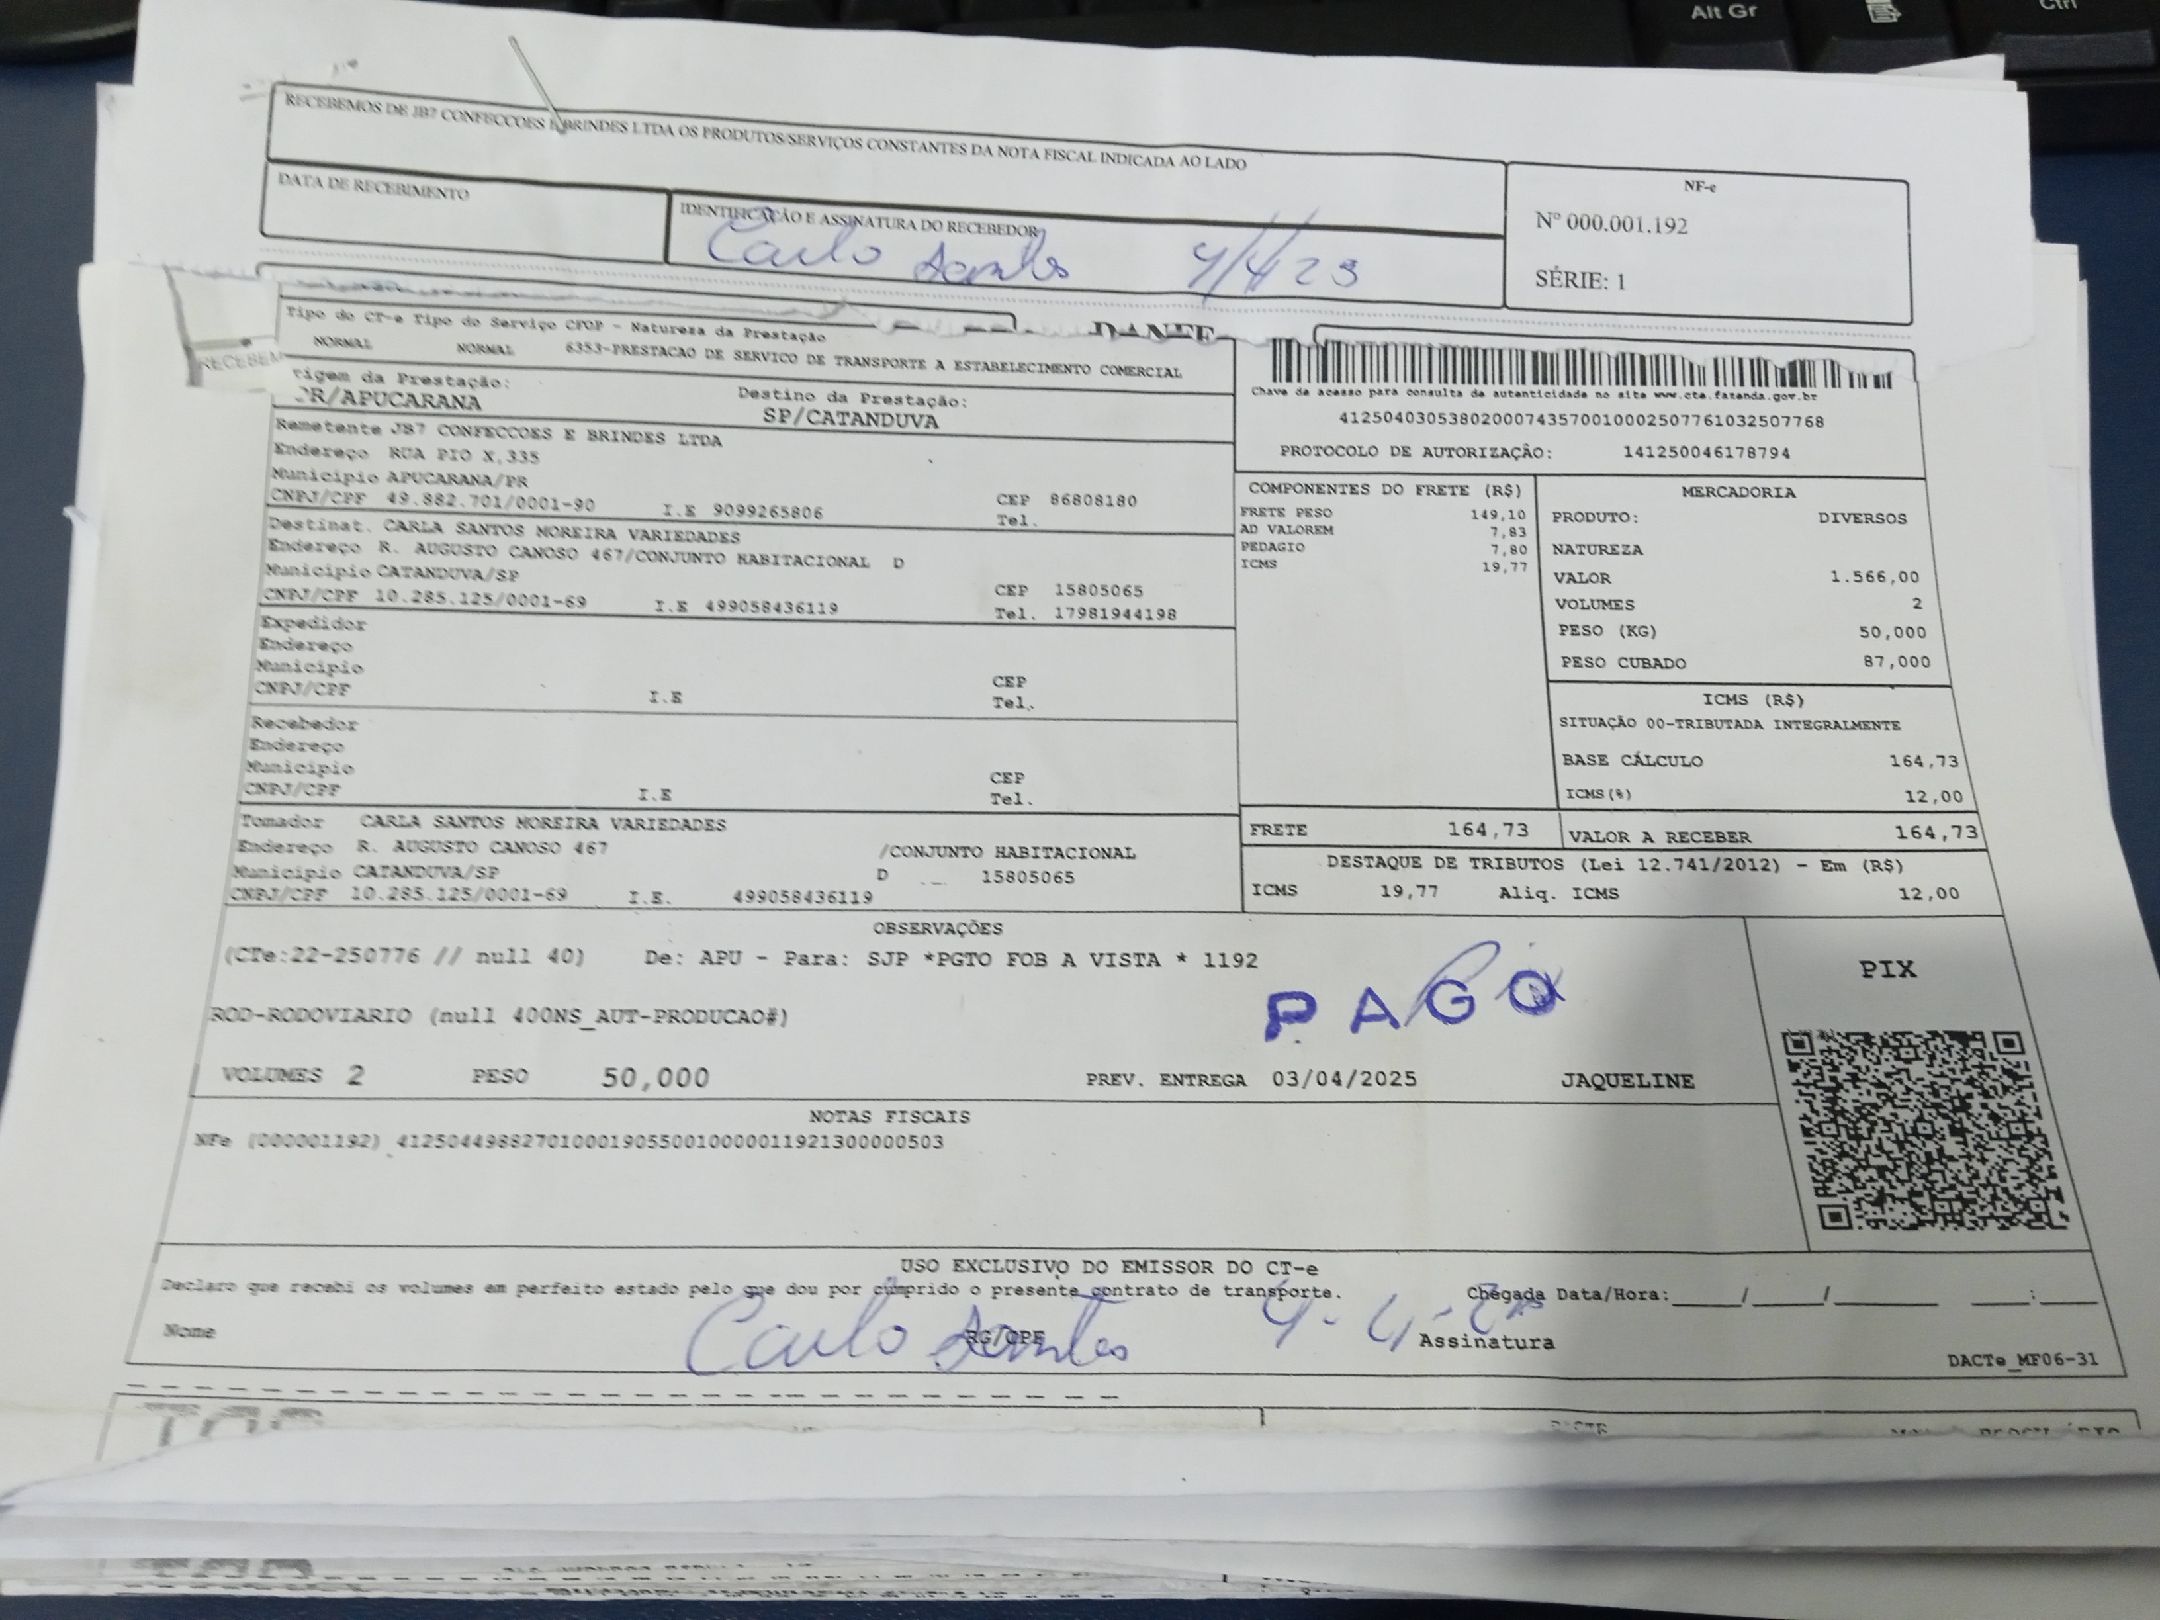 RECEBEMOS DE JB7 CONFECCOES E BRINDES LTDA OS PRODUTOS/SERVIÇOS CONSTANTES DA NOTA FISCAL INDICADA AO LADO
DATA DE RECEBIMENTO
IDENTIFICAÇÃO E ASSINATURA DO RECEBEDOR
NF-e
Nº 000.001.192
SÉRIE: 1
DANFE
RECEBEM
Tipo do CT-e Tipo do Serviço CFOP - Natureza da Prestação
NORMAL NORMAL 6353-PRESTACAO DE SERVICO DE TRANSPORTE A ESTABELECIMENTO COMERCIAL
rigem da Prestação: Destino da Prestação:
PR/APUCARANA SP/CATANDUVA
Remetente JB7 CONFECCOES E BRINDES LTDA
Endereço RUA PIO X,335
Municipio APUCARANA/PR
CNPJ/CPF 49.882.701/0001-90 I.E 9099265806 CEP 86808180
Tel.
Destinat. CARLA SANTOS MOREIRA VARIEDADES
Endereço R. AUGUSTO CANOSO 467/CONJUNTO HABITACIONAL D
Municipio CATANDUVA/SP CEP 15805065
CNPJ/CPF 10.285.125/0001-69 I.E 499058436119 Tel. 17981944198
Expedidor
Endereço
Municipio CEP
CNPJ/CPF I.E Tel.
Recebedor
Endereço
Municipio CEP
CNPJ/CPF I.E Tel.
Tomador CARLA SANTOS MOREIRA VARIEDADES
Endereço R. AUGUSTO CANOSO 467 /CONJUNTO HABITACIONAL
Municipio CATANDUVA/SP D 15805065
CNPJ/CPF 10.285.125/0001-69 I.E. 499058436119
Chave de acesso para consulta de autenticidade no site www.cte.fazenda.gov.br
41250403053802000743570010002507761032507768
PROTOCOLO DE AUTORIZAÇÂO: 141250046178794
COMPONENTES DO FRETE (R$)
FRETE PESO 149,10
AD VALOREM 7,83
PEDAGIO 7,80
ICMS 19,77
MERCADORIA
PRODUTO: DIVERSOS
NATUREZA
VALOR 1.566,00
VOLUMES 2
PESO (KG) 50,000
PESO CUBADO 87,000
ICMS (R$)
SITUAÇÃO 00-TRIBUTADA INTEGRALMENTE
BASE CÁLCULO 164,73
ICMS(%) 12,00
FRETE 164,73 VALOR A RECEBER 164,73
DESTAQUE DE TRIBUTOS (Lei 12.741/2012) - Em (R$)
ICMS 19,77 Aliq. ICMS 12,00
OBSERVAÇÕES
(CTe:22-250776 // null 40) De: APU - Para: SJP *PGTO FOB A VISTA * 1192
ROD-RODOVIARIO (null 400NS_AUT-PRODUCAO#)
PAGO
PIX
VOLUMES 2 PESO 50,000 PREV. ENTREGA 03/04/2025 JAQUELINE
NOTAS FISCAIS
NFe (000001192) 41250449882701000190550010000011921300000503
USO EXCLUSIVO DO EMISSOR DO CT-e
Declaro que recebi os volumes em perfeito estado pelo que dou por cumprido o presente contrato de transporte. Chegada Data/Hora:
Nome RG/CPF Assinatura
DACTe_MF06-31